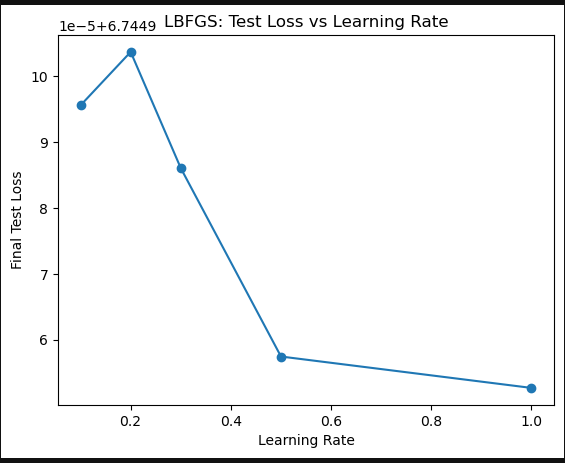 LBFGS: Test Loss vs Learning Rate
1e−5+6.7449
10
9
8
7
6
Final Test Loss
0.2
0.4
0.6
0.8
1.0
Learning Rate